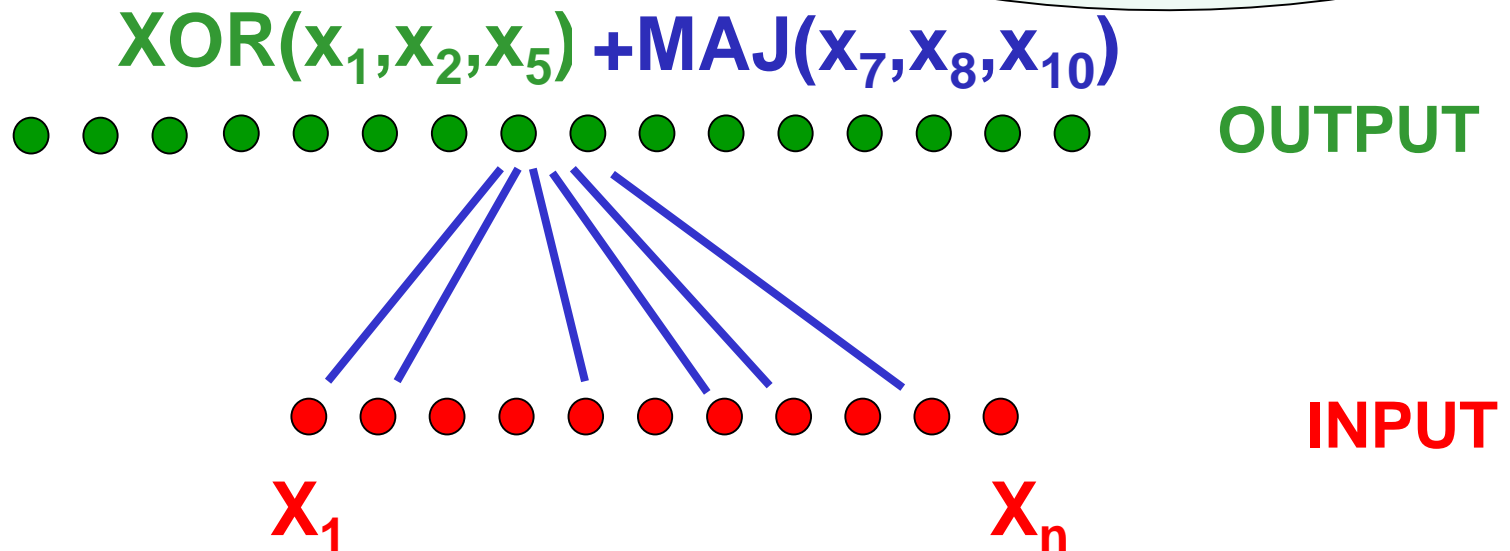 XOR(x₁,x₂,x₅) +MAJ(x₇,x₈,x₁₀)
OUTPUT
INPUT
X₁
Xₙ